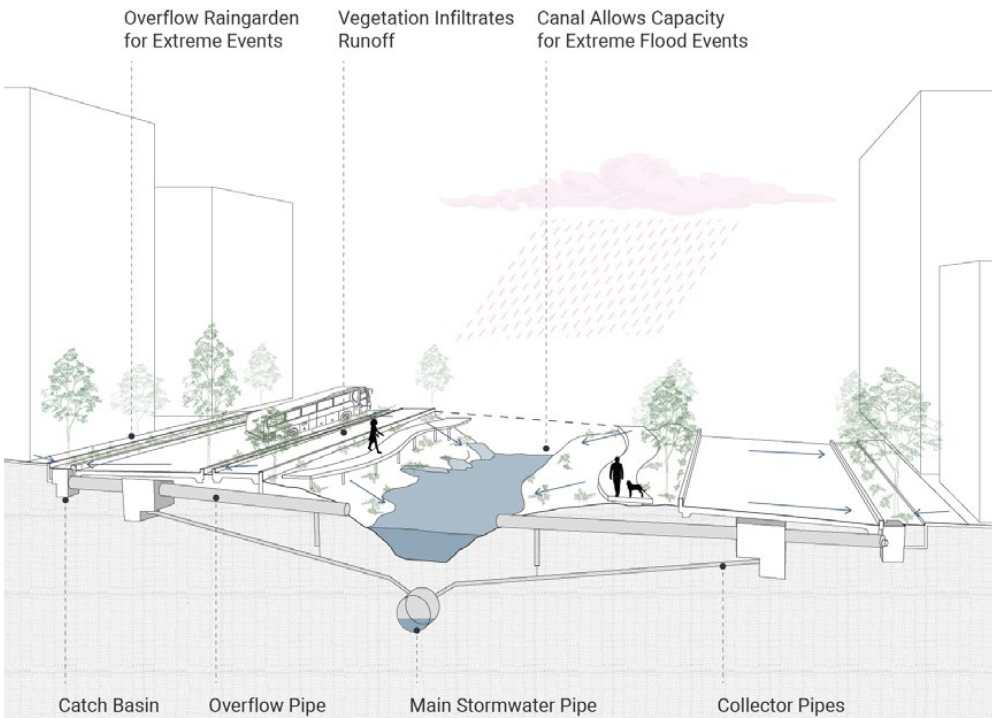 Overflow Raingarden
for Extreme Events
Vegetation Infiltrates
Runoff
Canal Allows Capacity
for Extreme Flood Events
Catch Basin
Overflow Pipe
Main Stormwater Pipe
Collector Pipes